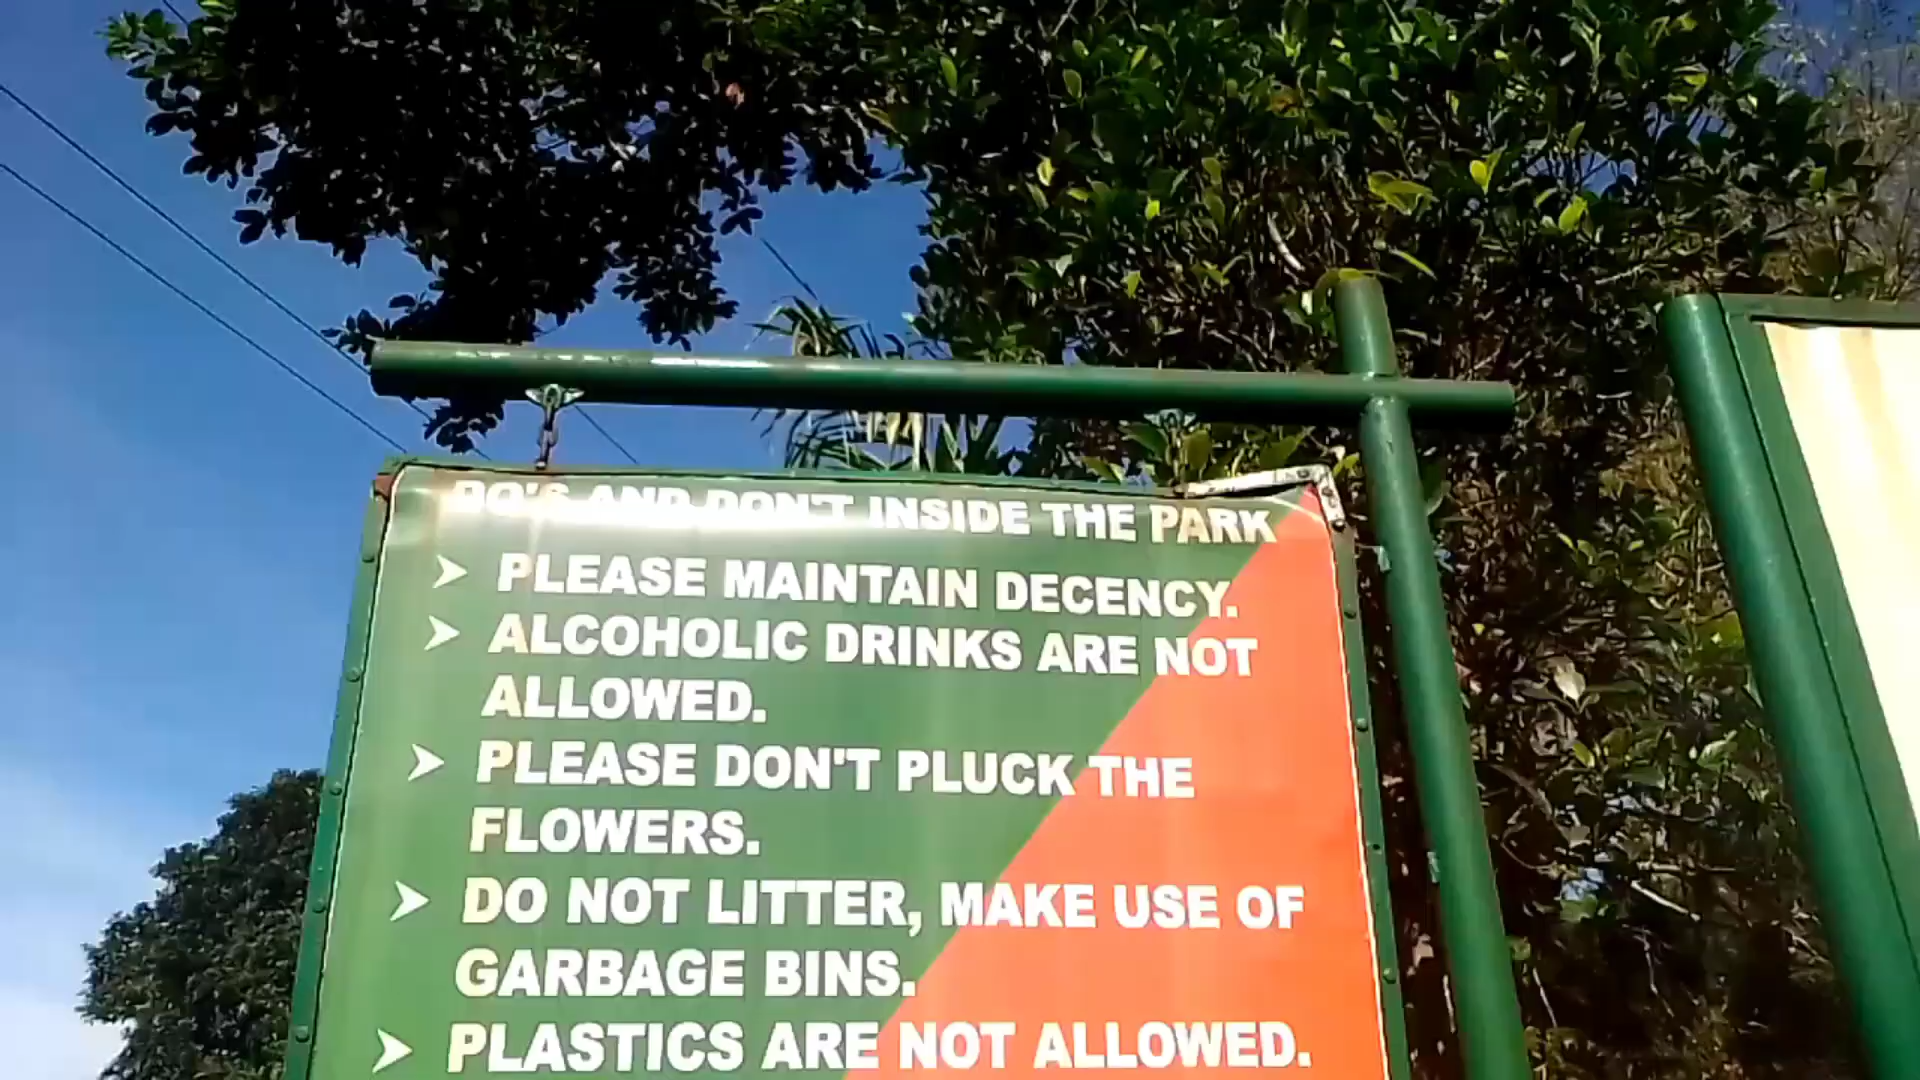 DO'S AND DON'T INSIDE THE PARK
➤ PLEASE MAINTAIN DECENCY.
➤ ALCOHOLIC DRINKS ARE NOT
ALLOWED.
➤ PLEASE DON'T PLUCK THE
FLOWERS.
➤ DO NOT LITTER, MAKE USE OF
GARBAGE BINS.
➤ PLASTICS ARE NOT ALLOWED.